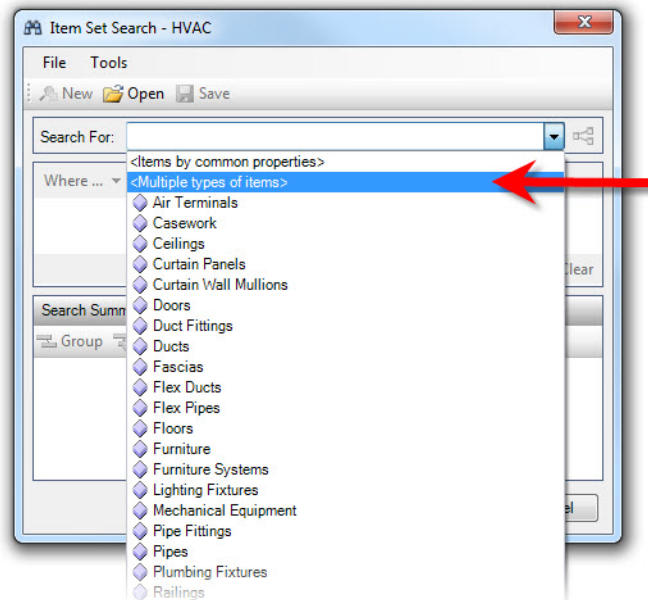 Item Set Search - HVAC
File Tools
New Open Save
Search For:
<Items by common properties>
Where ...
<Multiple types of items>
Air Terminals
Casework
Ceilings
Curtain Panels
Clear
Curtain Wall Mullions
Search Summ
Doors
Duct Fittings
Group
Ducts
Fascias
Flex Ducts
Flex Pipes
Floors
Furniture
Furniture Systems
Lighting Fixtures
Mechanical Equipment
Pipe Fittings
Pipes
Plumbing Fixtures
Railings